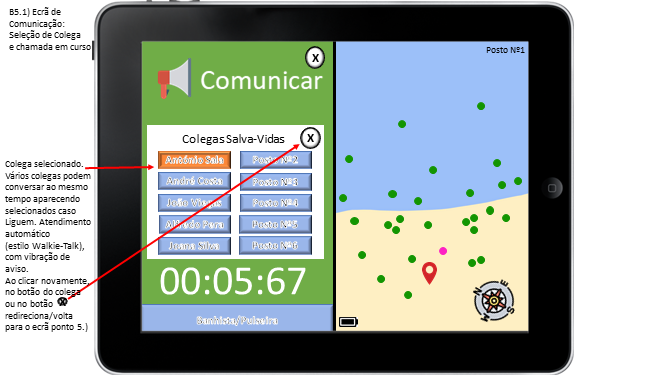 B5.1) Ecrã de
Comunicação:
Seleção de Colega
e chamada em curso
Posto Nº1
X
Comunicar
Colegas Salva-Vidas
X
António Sala
Posto Nº2
André Costa
Posto Nº3
João Viegas
Posto Nº4
Alfredo Pera
Posto Nº5
Joana Silva
Posto Nº6
00:05:67
Banhista/Pulseira
N
E
S
W
Colega selecionado.
Vários colegas podem
conversar ao mesmo
tempo aparecendo
selecionados caso
Liguem. Atendimento
automático
(estilo Walkie-Talk),
com vibração de
aviso.
Ao clicar novamente
no botão do colega
ou no botão X
redireciona/volta
para o ecrã ponto 5.)